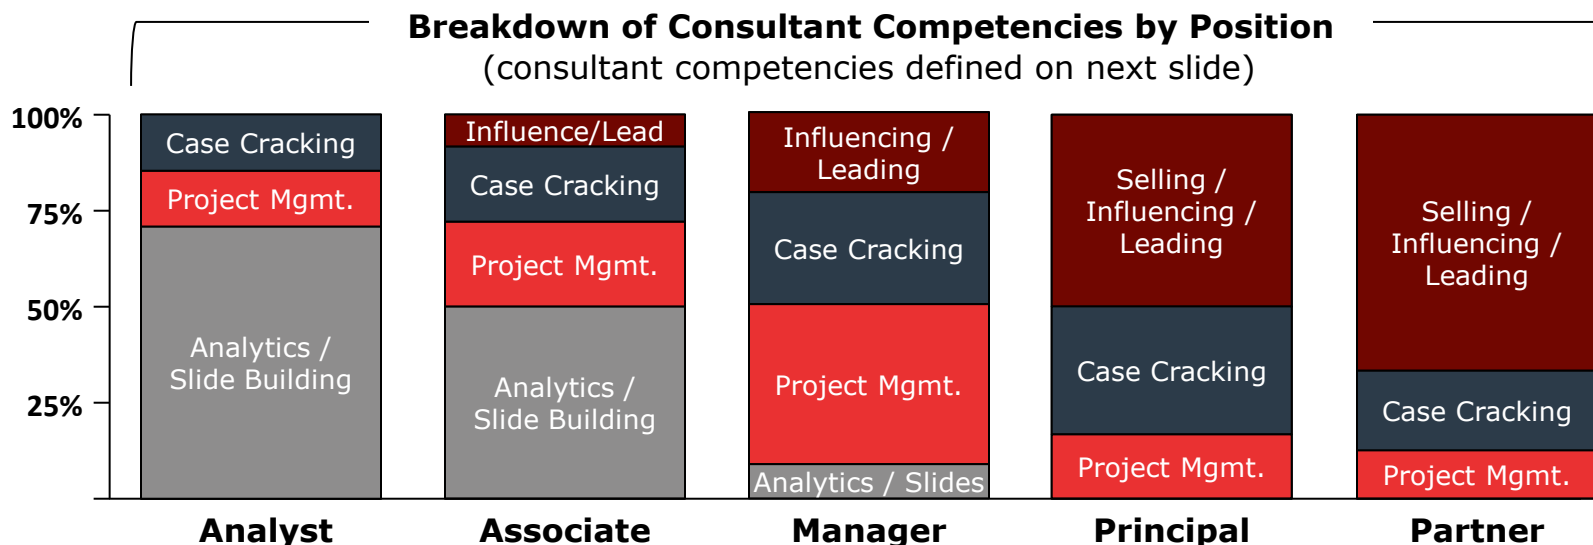 Breakdown of Consultant Competencies by Position
(consultant competencies defined on next slide)
100%
75%
50%
25%
Case Cracking
Project Mgmt.
Analytics /
Slide Building
Analyst
Influence/Lead
Case Cracking
Project Mgmt.
Analytics /
Slide Building
Associate
Influencing /
Leading
Case Cracking
Project Mgmt.
Analytics / Slides
Manager
Selling /
Influencing /
Leading
Case Cracking
Project Mgmt.
Principal
Selling /
Influencing /
Leading
Case Cracking
Project Mgmt.
Partner